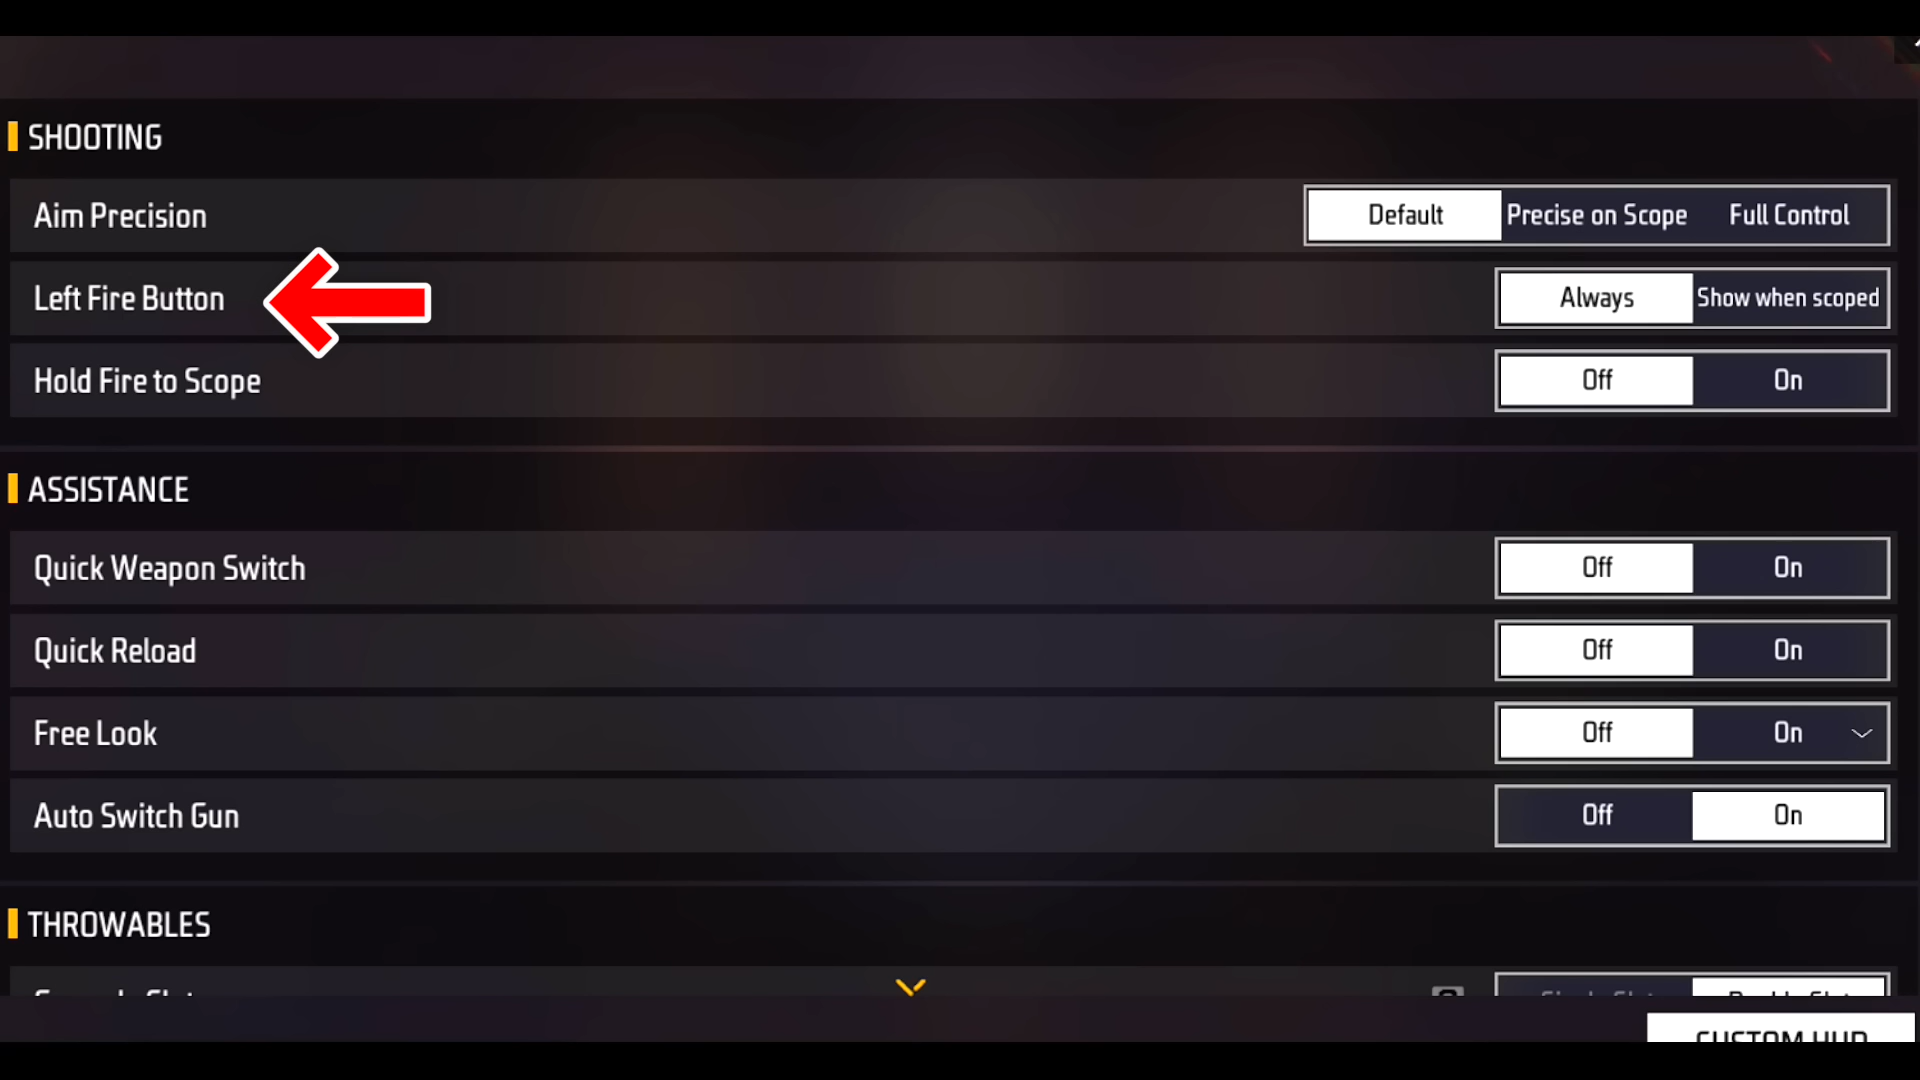 SHOOTING
Aim Precision
Default Precise on Scope Full Control
Left Fire Button
Always Show when scoped
Hold Fire to Scope
Off On
ASSISTANCE
Quick Weapon Switch
Off On
Quick Reload
Off On
Free Look
Off On
Auto Switch Gun
Off On
THROWABLES
CUSTOM HUD